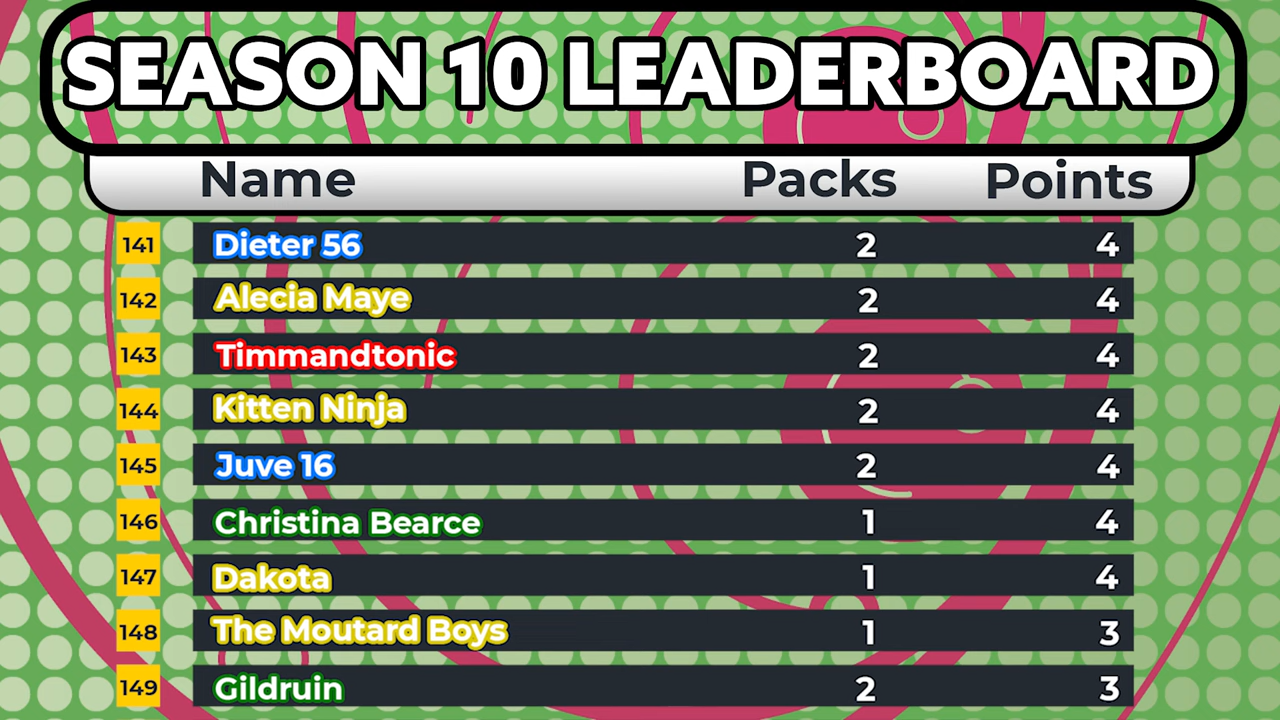 SEASON 10 LEADERBOARD
Name Packs Points
141 Dieter 56 2 4
142 Alecia Maye 2 4
143 Timmandtonic 2 4
144 Kitten Ninja 2 4
145 Juve 16 2 4
146 Christina Bearce 1 4
147 Dakota 1 4
148 The Moutard Boys 1 3
149 Gildruin 2 3